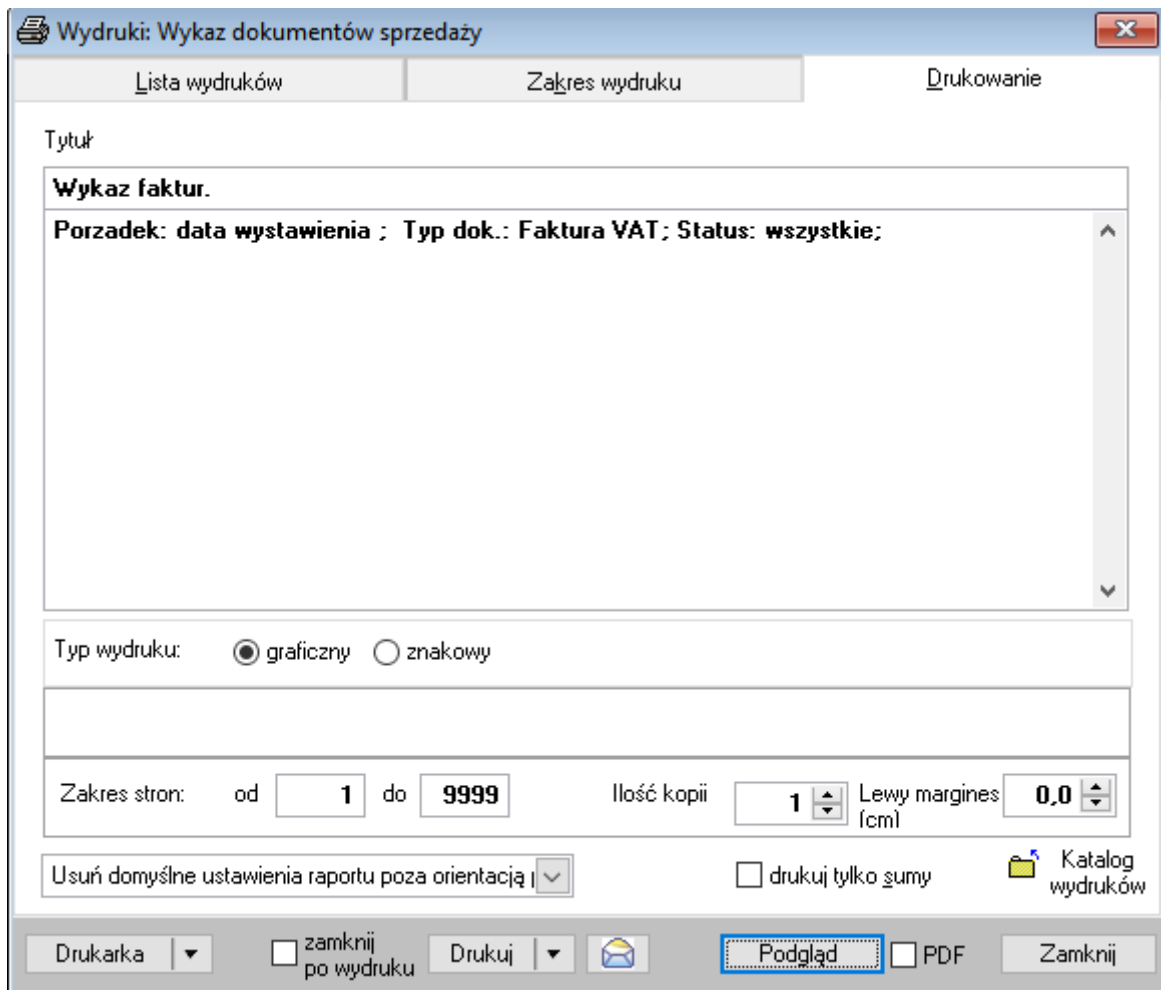 Wydruki: Wykaz dokumentów sprzedaży
Lista wydruków
Zakres wydruku
Drukowanie
Tytuł
Wykaz faktur.
Porzadek: data wystawienia ;  Typ dok.: Faktura VAT; Status: wszystkie;
Typ wydruku: graficzny znakowy
Zakres stron: od 1 do 9999 Ilość kopii 1 Lewy margines 0,0
(cm)
Usuń domyślne ustawienia raportu poza orientacją drukuj tylko sumy Katalog
wydruków
Drukarka zamknij
po wydruku Drukuj Podgląd PDF Zamknij